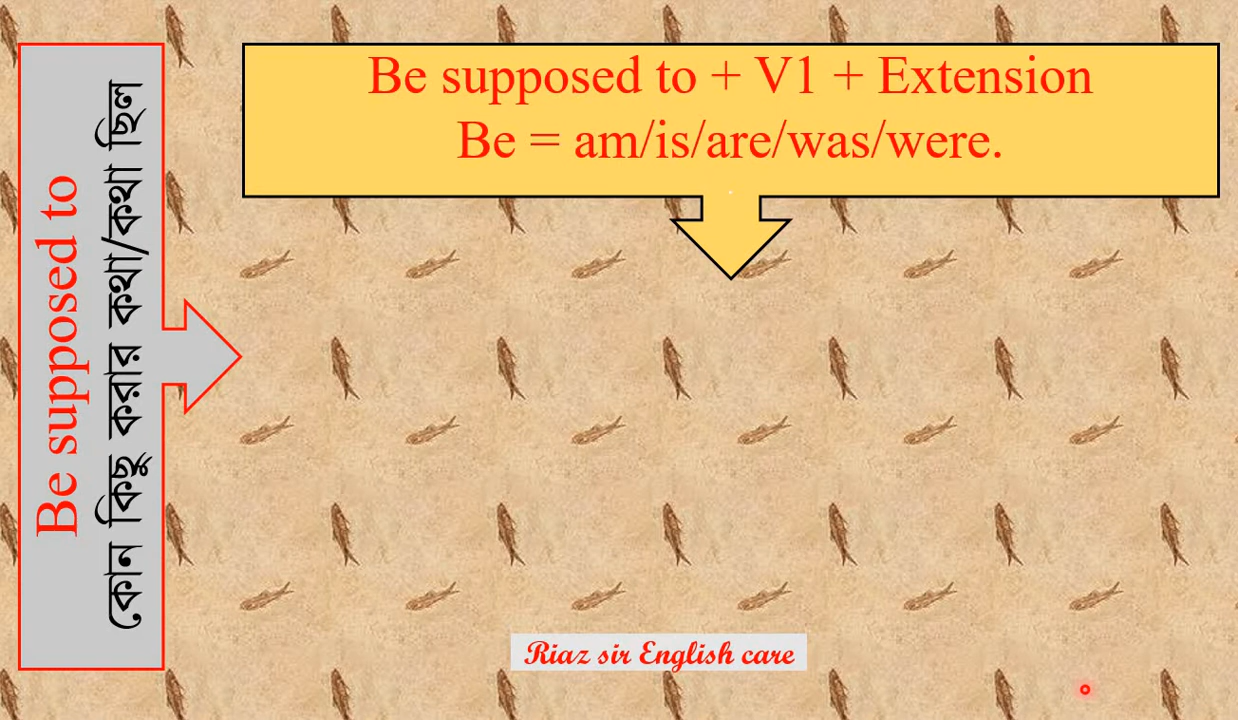 Be supposed to
কোন কিছু করার কথা/কথা ছিল
Be supposed to + V1 + Extension
Be = am/is/are/was/were.
Riaz sir English care